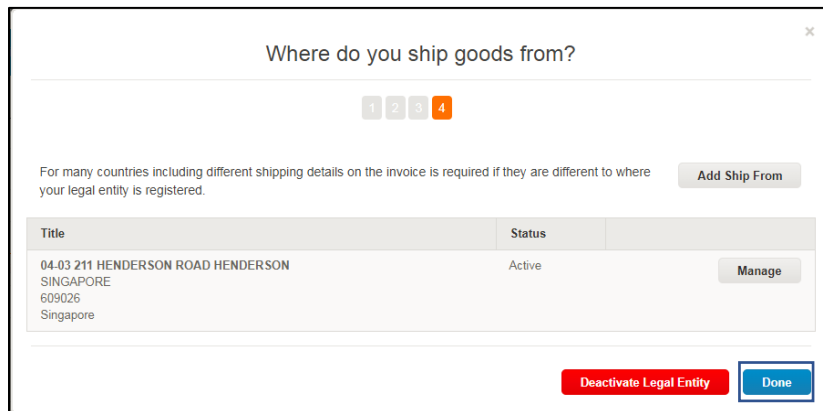 ×
Where do you ship goods from?
1 2 3 4
For many countries including different shipping details on the invoice is required if they are different to where
your legal entity is registered.
Add Ship From
Title Status
04-03 211 HENDERSON ROAD HENDERSON Active Manage
SINGAPORE
609026
Singapore
Deactivate Legal Entity Done